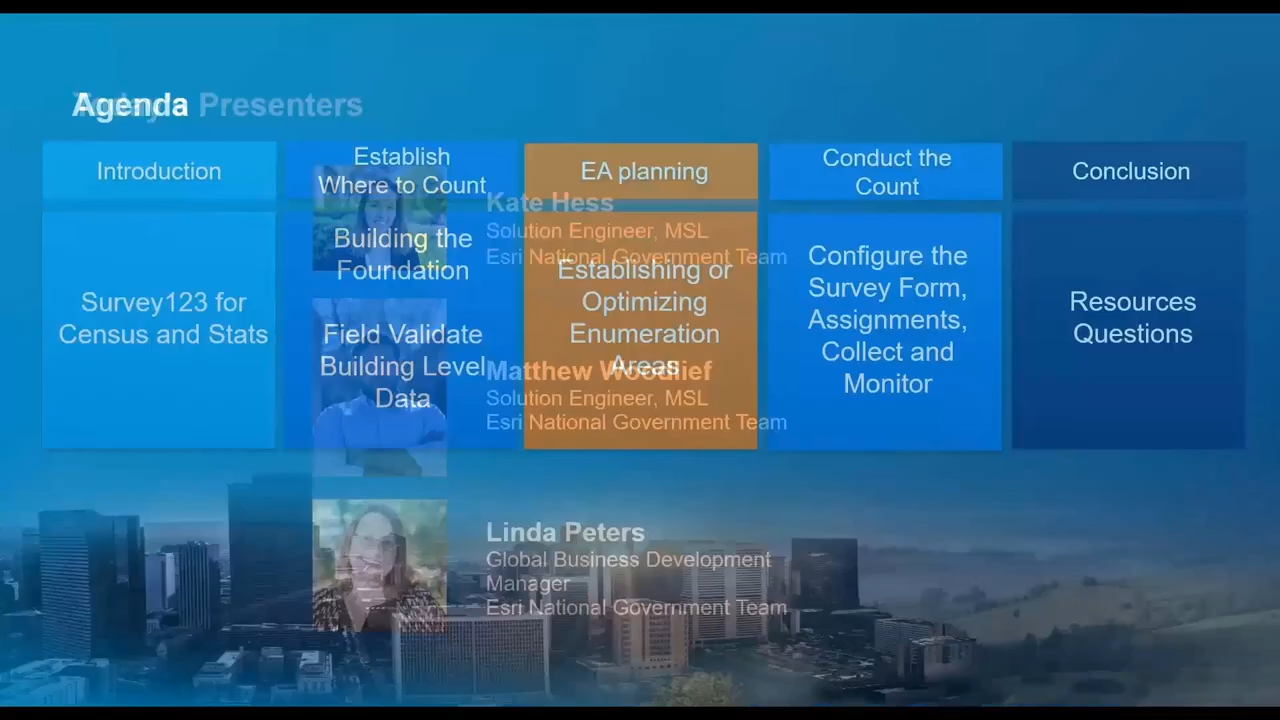 Agenda
Presenters
Introduction
Survey123 for
Census and Stats
Establish
Where to Count
Building the
Foundation
Field Validate
Building Level
Data
EA planning
Establishing or
Optimizing
Enumeration
Areas
Conduct the
Count
Configure the
Survey Form,
Assignments,
Collect and
Monitor
Conclusion
Resources
Questions
Kate Hess
Solution Engineer, MSL
Esri National Government Team
Matthew Woodlief
Solution Engineer, MSL
Esri National Government Team
Linda Peters
Global Business Development
Manager
Esri National Government Team